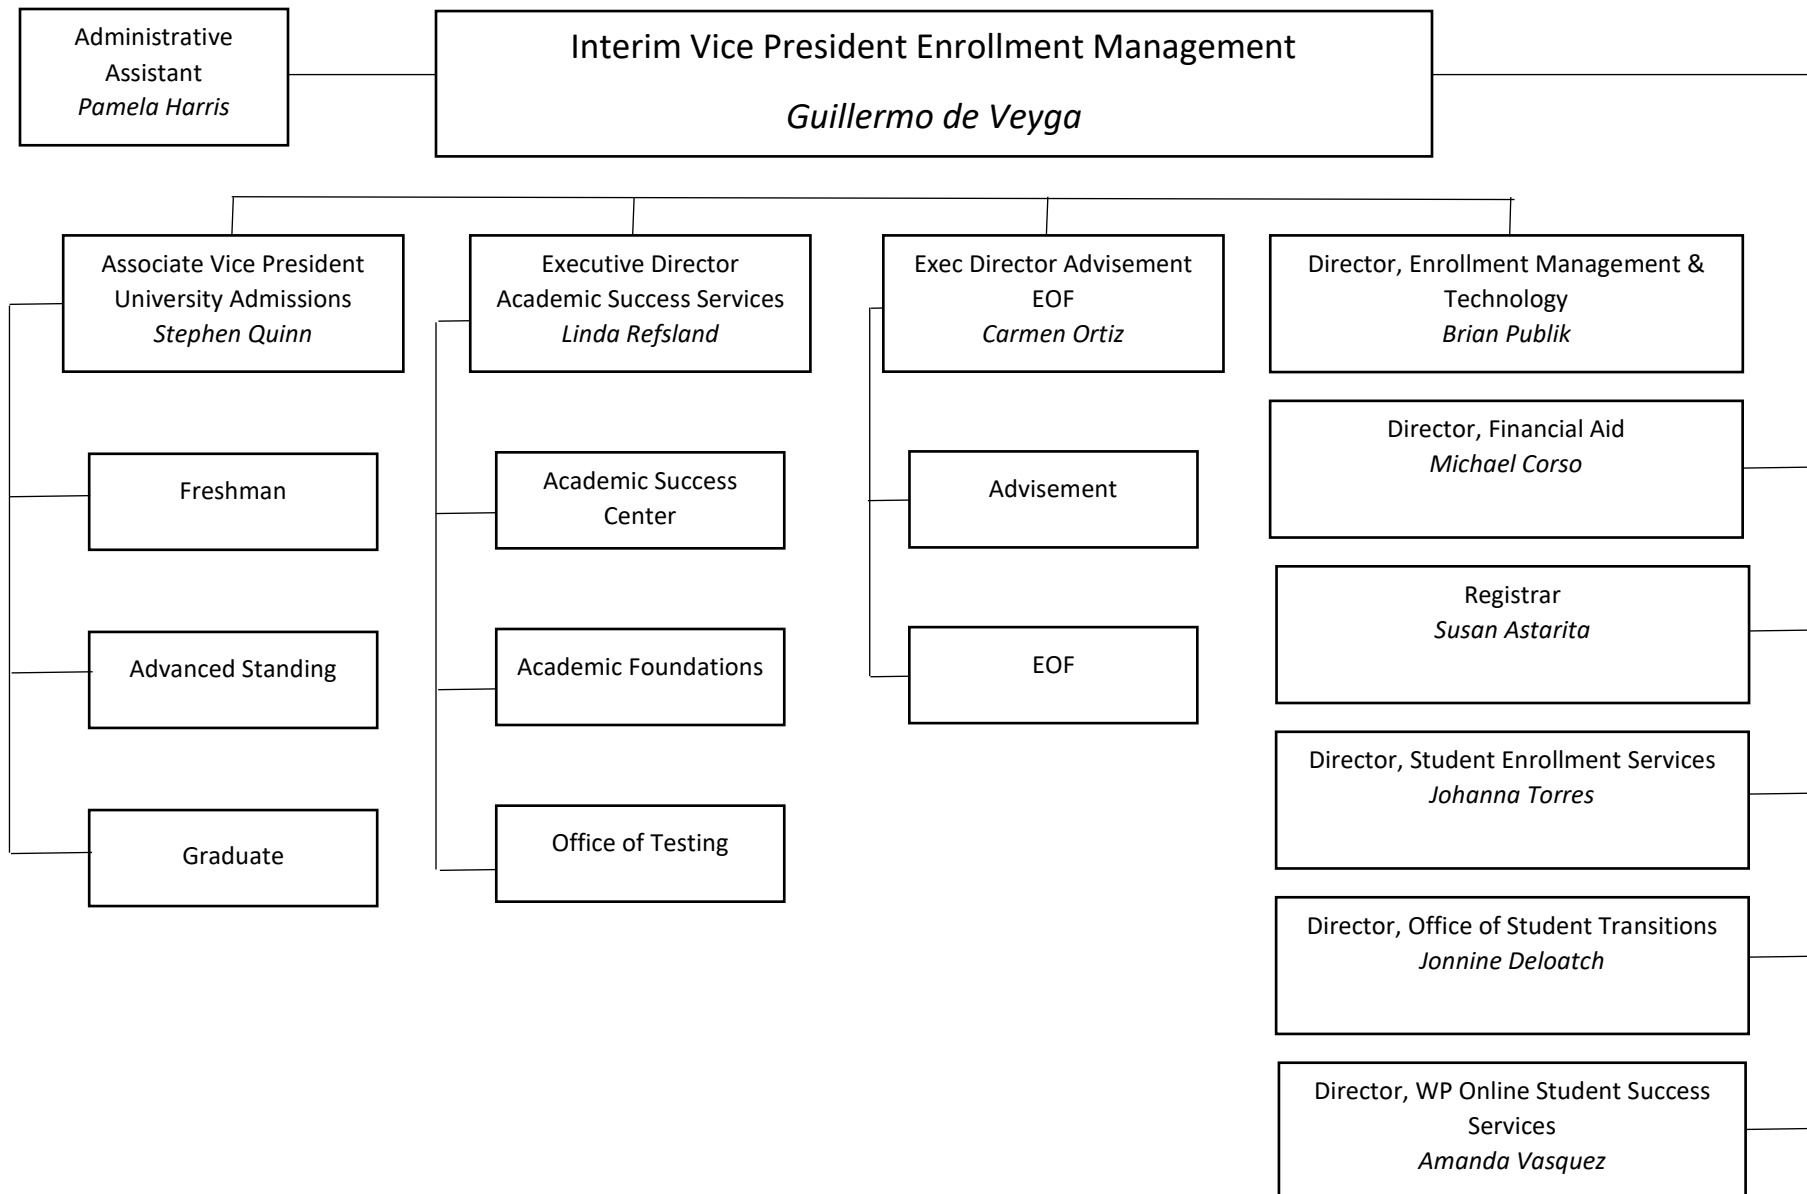 Administrative
Assistant
Pamela Harris
Interim Vice President Enrollment Management
Guillermo de Veyga
Associate Vice President
University Admissions
Stephen Quinn
Executive Director
Academic Success Services
Linda Refsland
Exec Director Advisement
EOF
Carmen Ortiz
Director, Enrollment Management &
Technology
Brian Publik
Freshman
Advanced Standing
Graduate
Academic Success
Center
Academic Foundations
Office of Testing
Advisement
EOF
Director, Financial Aid
Michael Corso
Registrar
Susan Astarita
Director, Student Enrollment Services
Johanna Torres
Director, Office of Student Transitions
Jonnine Deloatch
Director, WP Online Student Success
Services
Amanda Vasquez